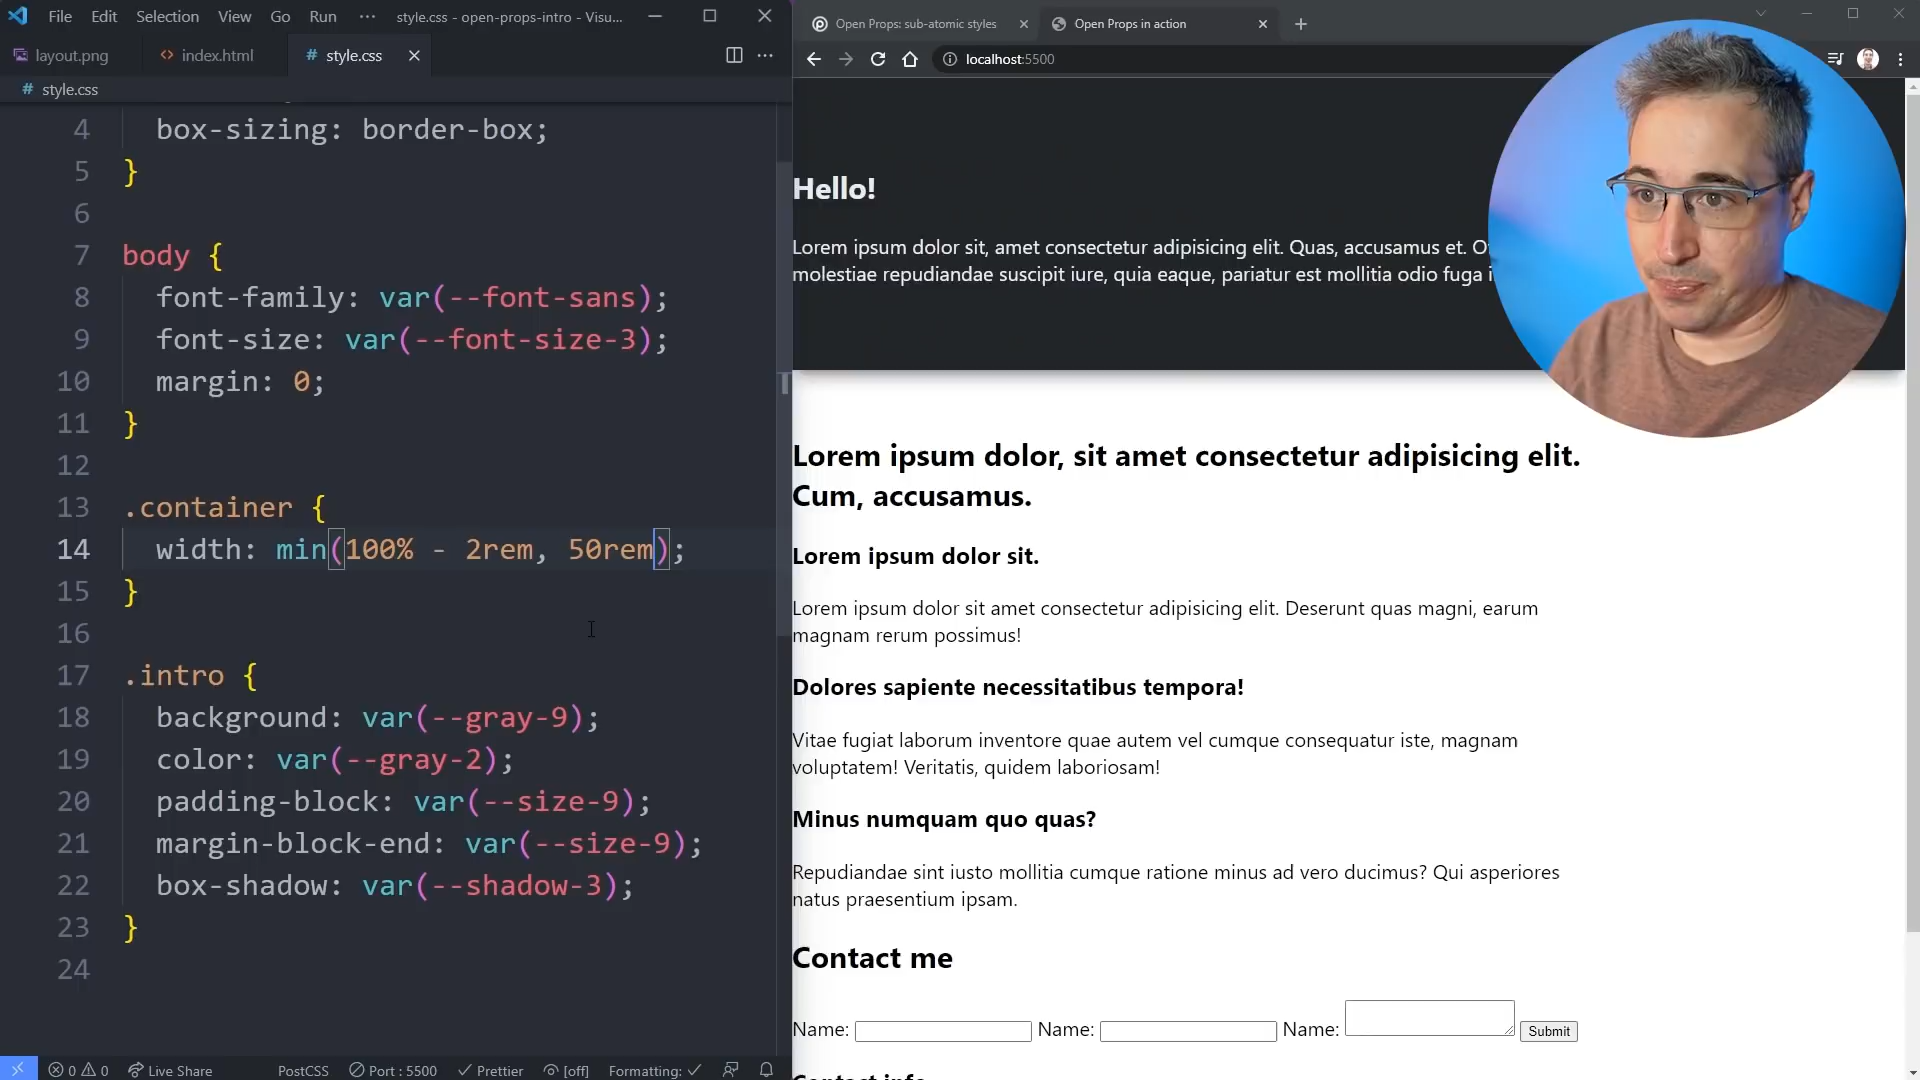 File Edit Selection View Go Run ··· style.css - open-props-intro - Visu...
layout.png
index.html
# style.css
# style.css
4 box-sizing: border-box;
5 }
6
7 body {
8 font-family: var(--font-sans);
9 font-size: var(--font-size-3);
10 margin: 0;
11 }
12
13 .container {
14 width: min(100% - 2rem, 50rem);
15 }
16
17 .intro {
18 background: var(--gray-9);
19 color: var(--gray-2);
20 padding-block: var(--size-9);
21 margin-block-end: var(--size-9);
22 box-shadow: var(--shadow-3);
23 }
24
0 0 Live Share PostCSS Port : 5500 Prettier [off] Formating:
Open Props: sub-atomic styles
Open Props in action
localhost:5500
Hello!
Lorem ipsum dolor sit, amet consectetur adipisicing elit. Quas, accusamus et.
molestiae repudiandae suscipit iure, quia eaque, pariatur est mollitia odio fuga
Lorem ipsum dolor, sit amet consectetur adipisicing elit.
Cum, accusamus.
Lorem ipsum dolor sit.
Lorem ipsum dolor sit amet consectetur adipisicing elit. Deserunt quas magni, earum
magnam rerum possimus!
Dolores sapiente necessitatibus tempora!
Vitae fugiat laborum inventore quae autem vel cumque consequatur iste, magnam
voluptatem! Veritatis, quidem laboriosam!
Minus numquam quo quas?
Repudiandae sint iusto mollitia cumque ratione minus ad vero ducimus? Qui asperiores
natus praesentium ipsam.
Contact me
Name: Name: Name: Submit
Contact info